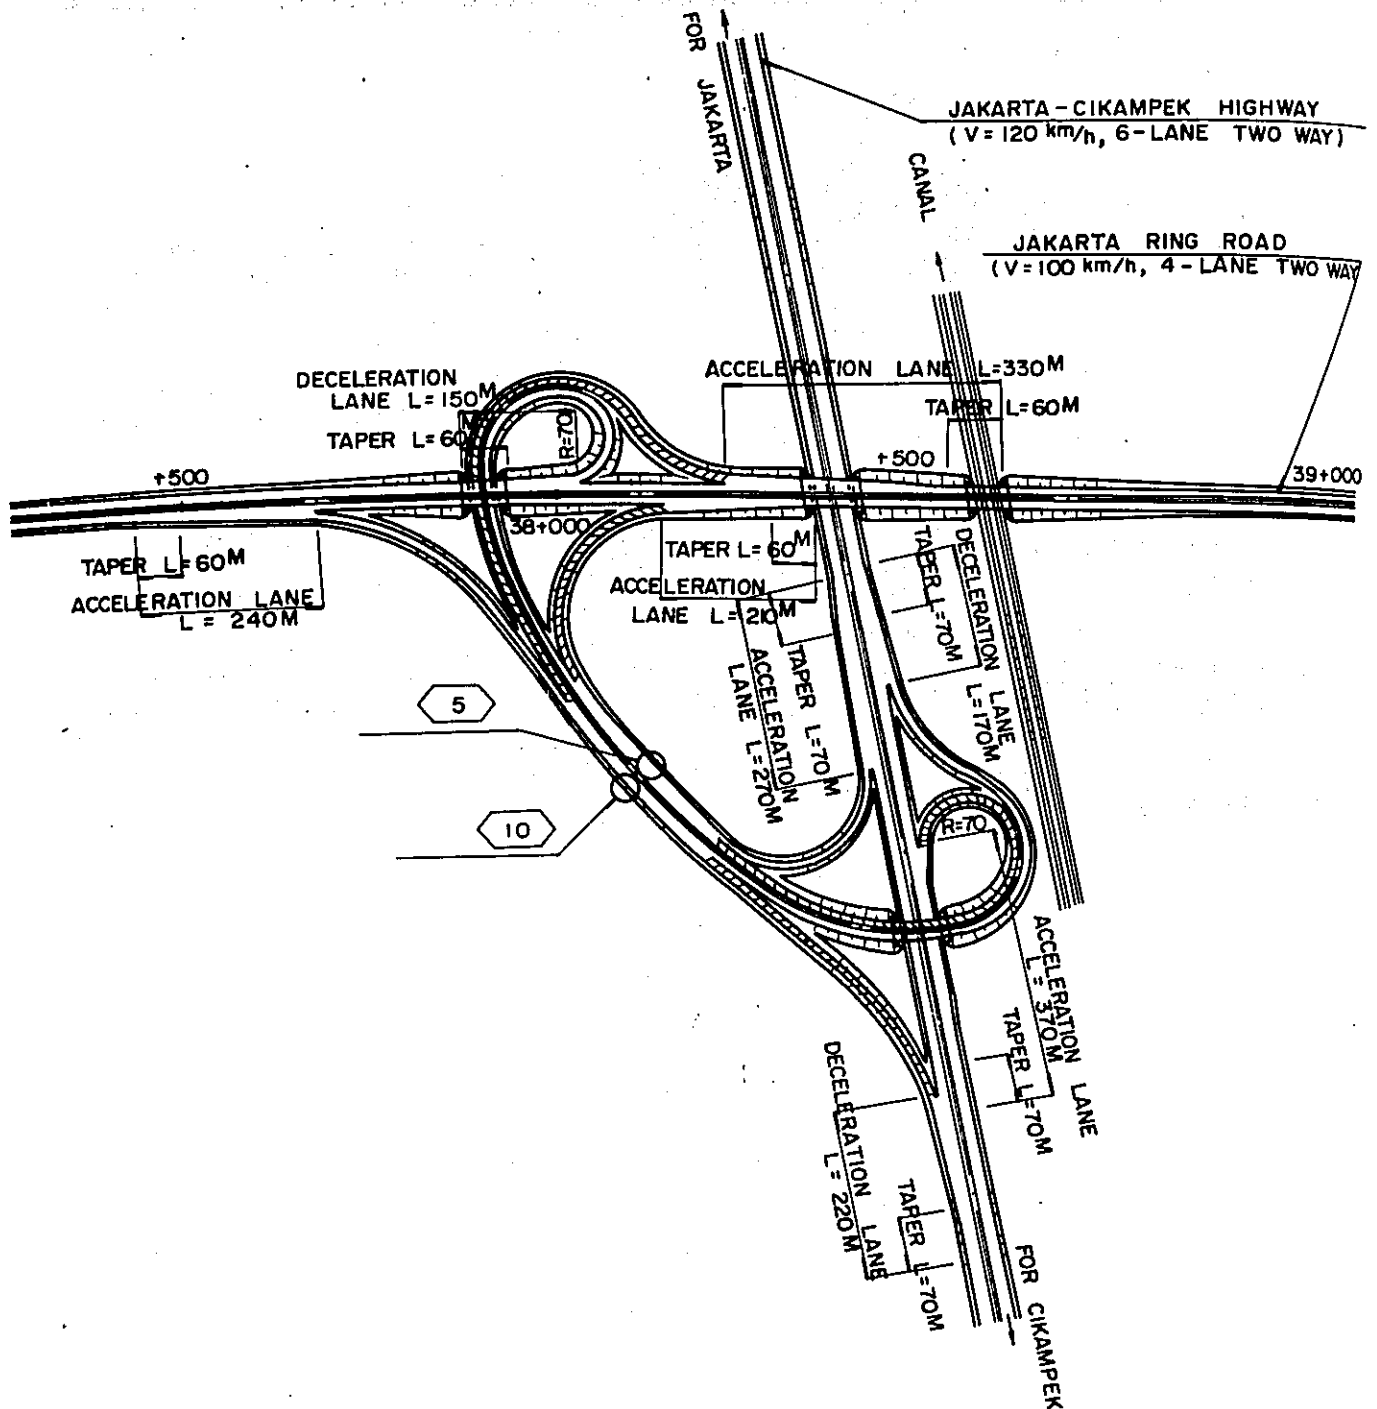 FOR JAKARTA
JAKARTA-CIKAMPEK HIGHWAY
(V=120 km/h, 6-LANE TWO WAY)
CANAL
JAKARTA RING ROAD
(V=100 km/h, 4-LANE TWO WAY
DECELERATION
LANE L=150M
TAPER L=60M
R=70
ACCELERATION LANE L=330M
TAPER L=60M
+500
+500
39+000
38+000
TAPER L=60M
ACCELERATION LANE
L = 240M
TAPER L=60M
ACCELERATION
LANE L=210M
TAPER L=70M
DECELERATION LANE
L=170M
TAPER L=70M
ACCELERATION
LANE L=270M
5
10
R=70
ACCELERATION LANE
L = 370M
TAPER L=70M
DECELERATION LANE
L = 220M
TAPER L=70M
FOR CIKAMPEK